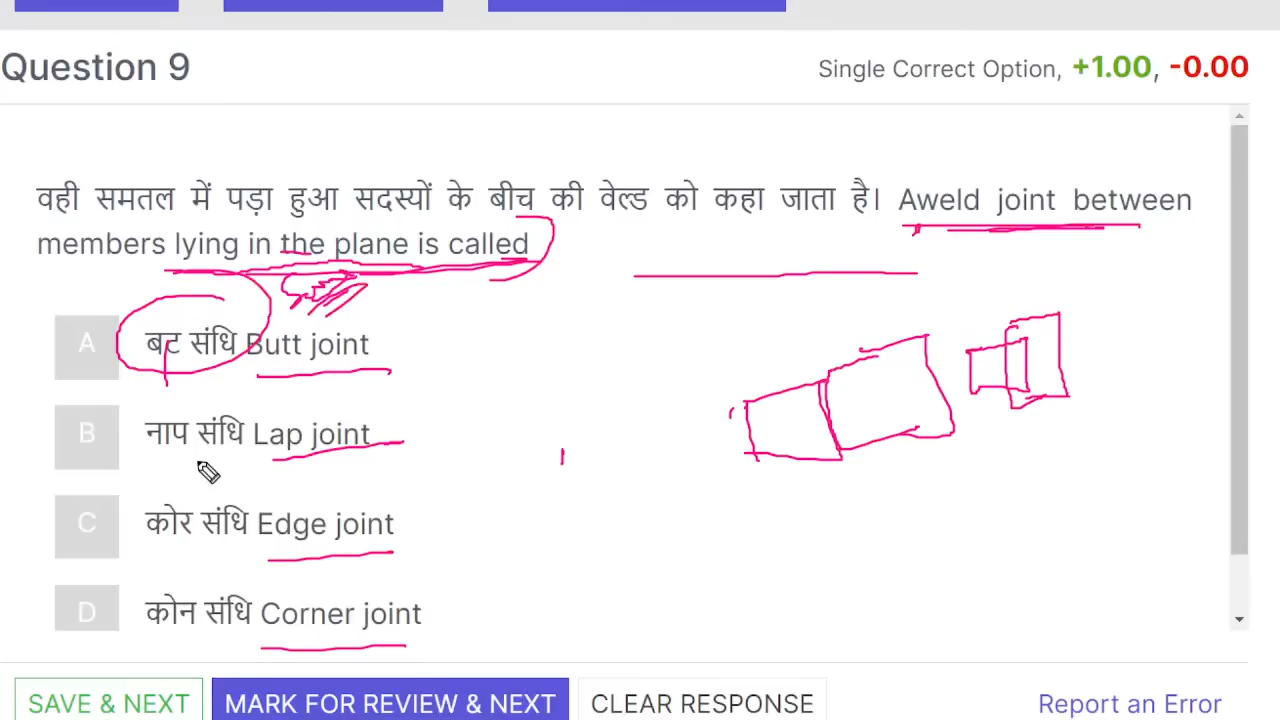 Question 9
Single Correct Option, +1.00, -0.00
वही समतल में पड़ा हुआ सदस्यों के बीच की वेल्ड को कहा जाता है। Aweld joint between
members lying in the plane is called
A बट संधि Butt joint
B नाप संधि Lap joint
C कोर संधि Edge joint
D कोन संधि Corner joint
SAVE & NEXT MARK FOR REVIEW & NEXT CLEAR RESPONSE Report an Error